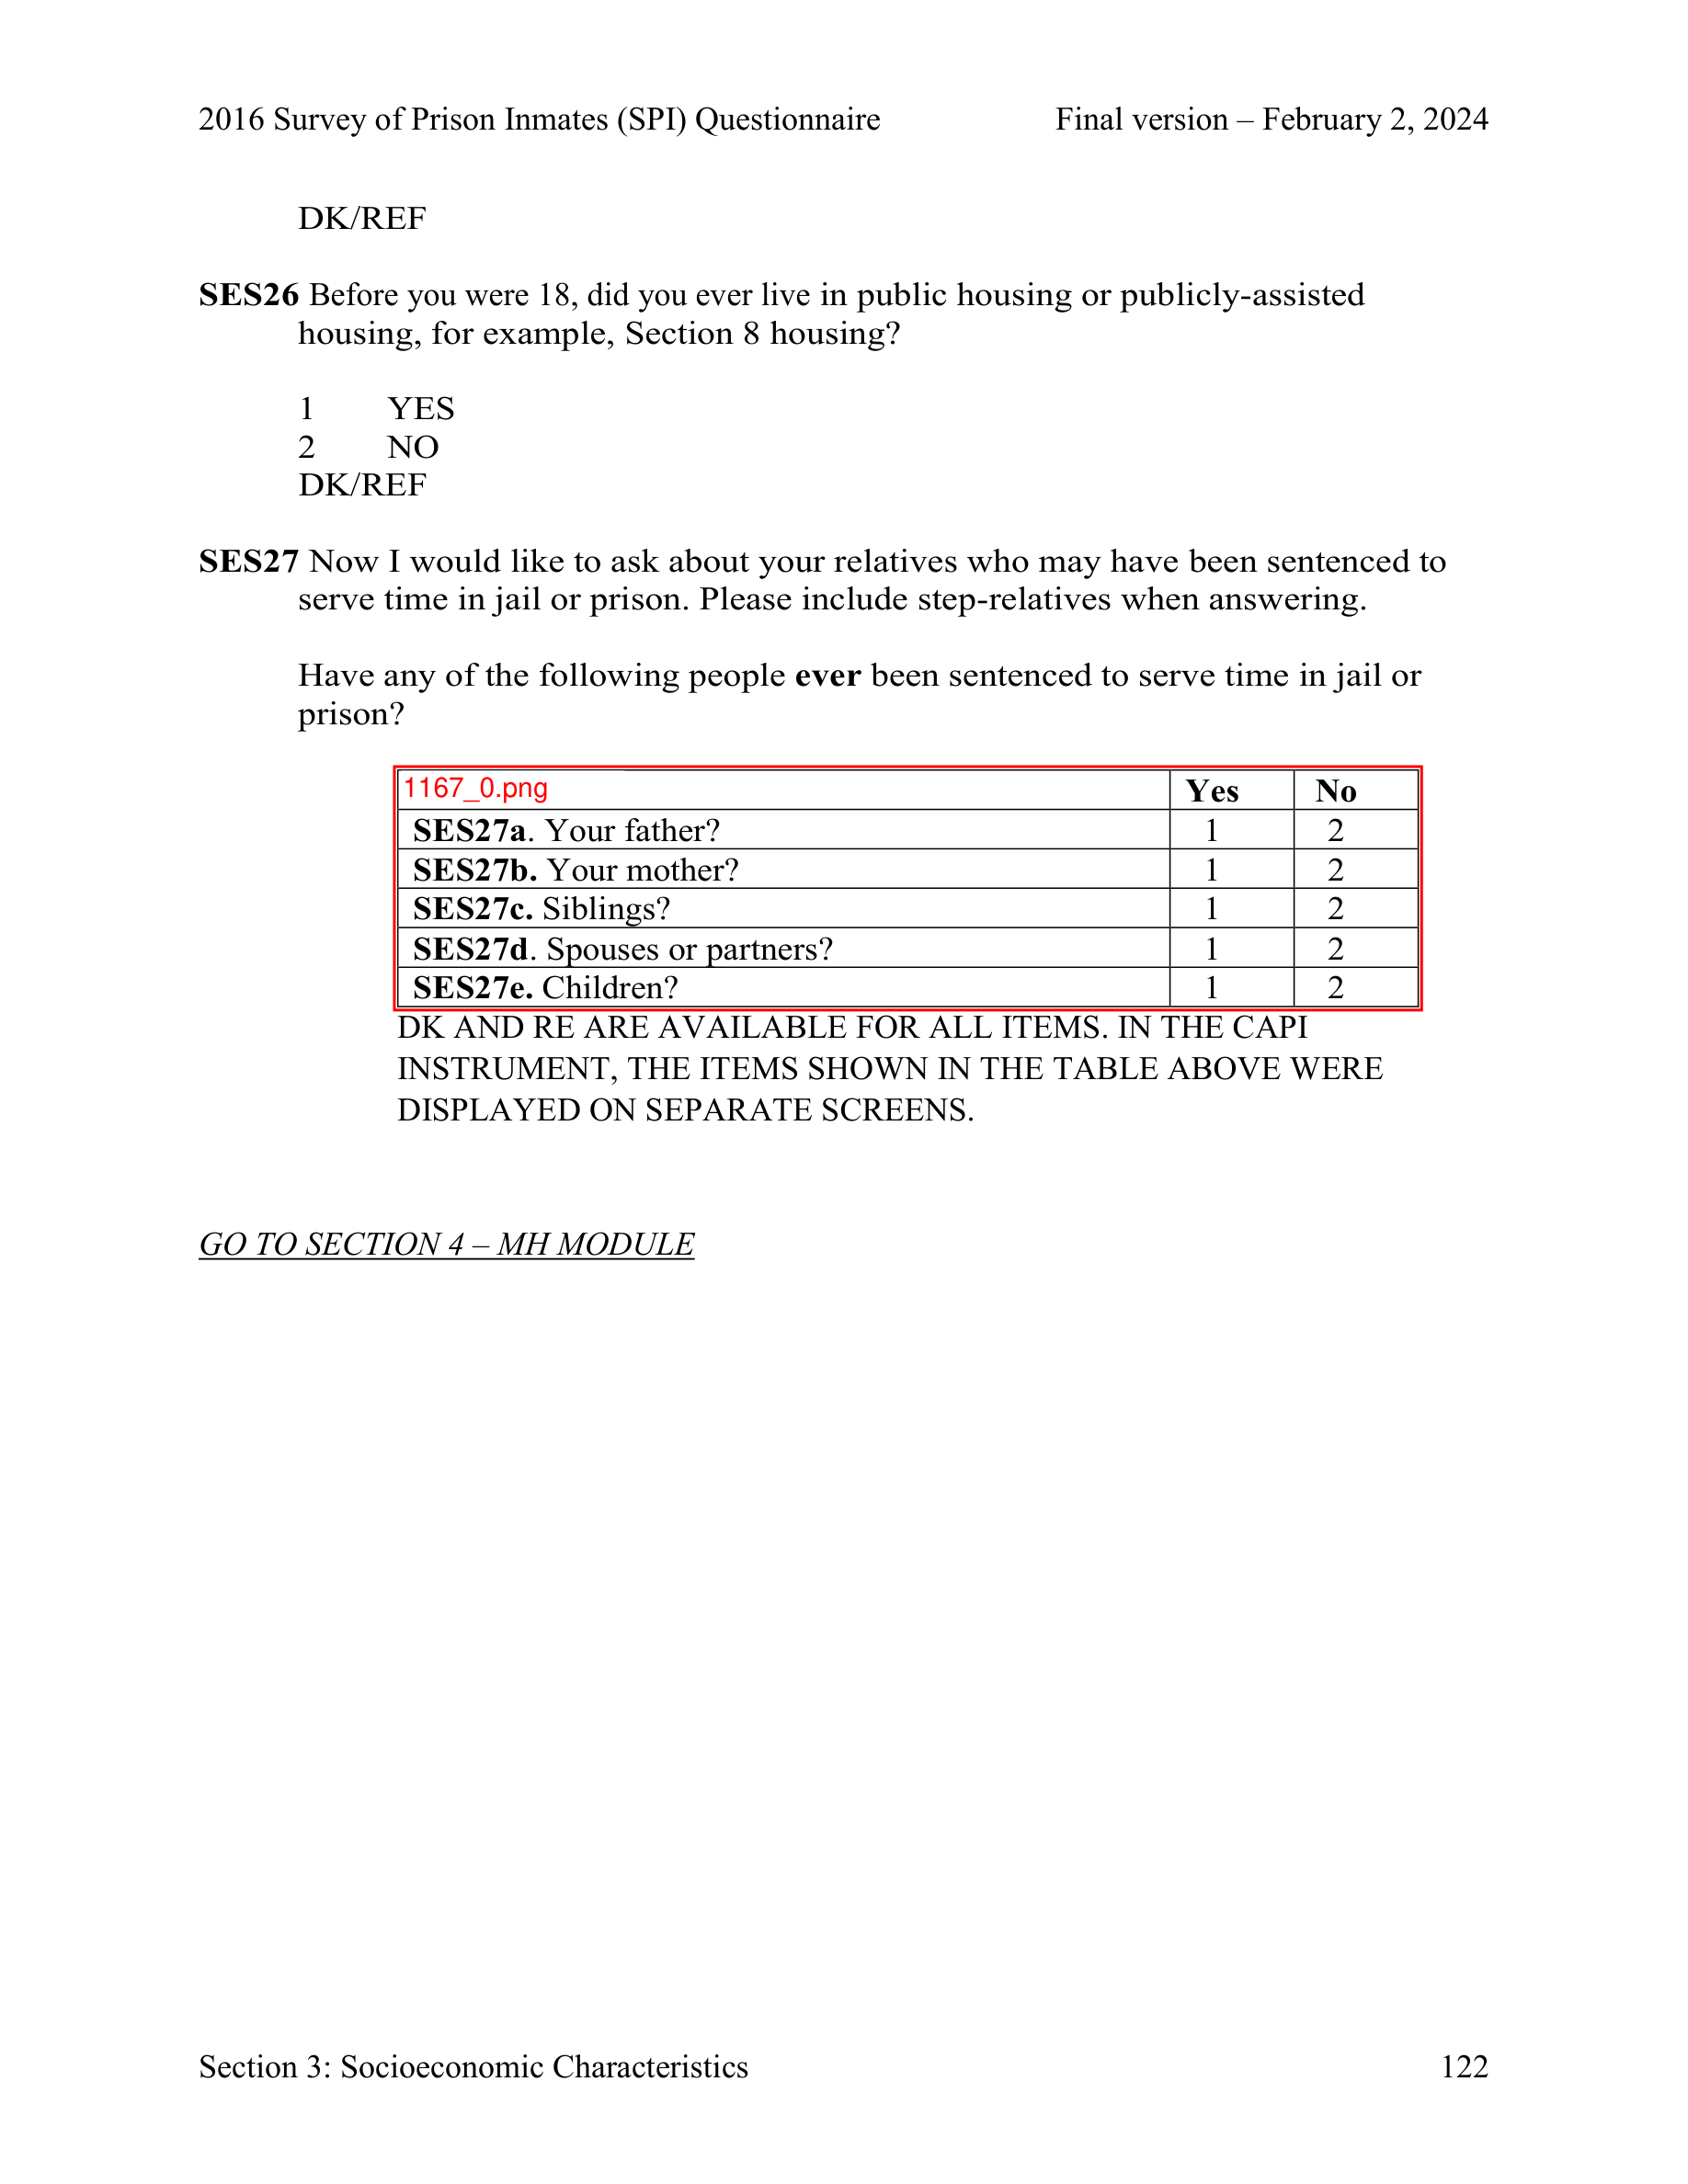 2016 Survey of Prison Inmates (SPI) Questionnaire Final version – February 2, 2024
DK/REF
SES26 Before you were 18, did you ever live in public housing or publicly-assisted
housing, for example, Section 8 housing?
1 YES
2 NO
DK/REF
SES27 Now I would like to ask about your relatives who may have been sentenced to
serve time in jail or prison. Please include step-relatives when answering.
Have any of the following people ever been sentenced to serve time in jail or
prison?
1167_0.png Yes No
SES27a. Your father? 1 2
SES27b. Your mother? 1 2
SES27c. Siblings? 1 2
SES27d. Spouses or partners? 1 2
SES27e. Children? 1 2
DK AND RE ARE AVAILABLE FOR ALL ITEMS. IN THE CAPI
INSTRUMENT, THE ITEMS SHOWN IN THE TABLE ABOVE WERE
DISPLAYED ON SEPARATE SCREENS.
GO TO SECTION 4 – MH MODULE
Section 3: Socioeconomic Characteristics 122